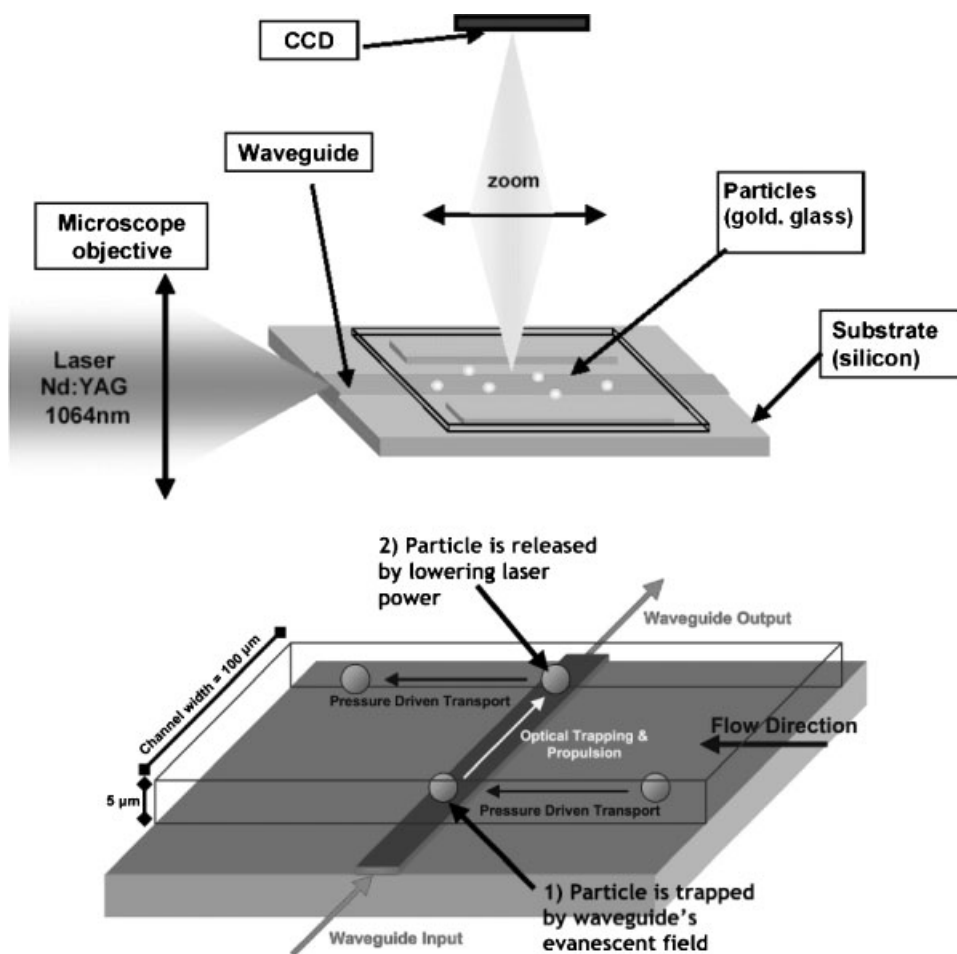 CCD
Waveguide
zoom
Particles
(gold. glass)
Microscope
objective
Substrate
(silicon)
Laser
Nd:YAG
1064nm
2) Particle is released
by lowering laser
power
Waveguide Output
Channel width = 100 µm
Pressure Driven Transport
Optical Trapping &
Propulsion
Flow Direction
5 µm
Pressure Driven Transport
1) Particle is trapped
by waveguide's
evanescent field
Waveguide Input